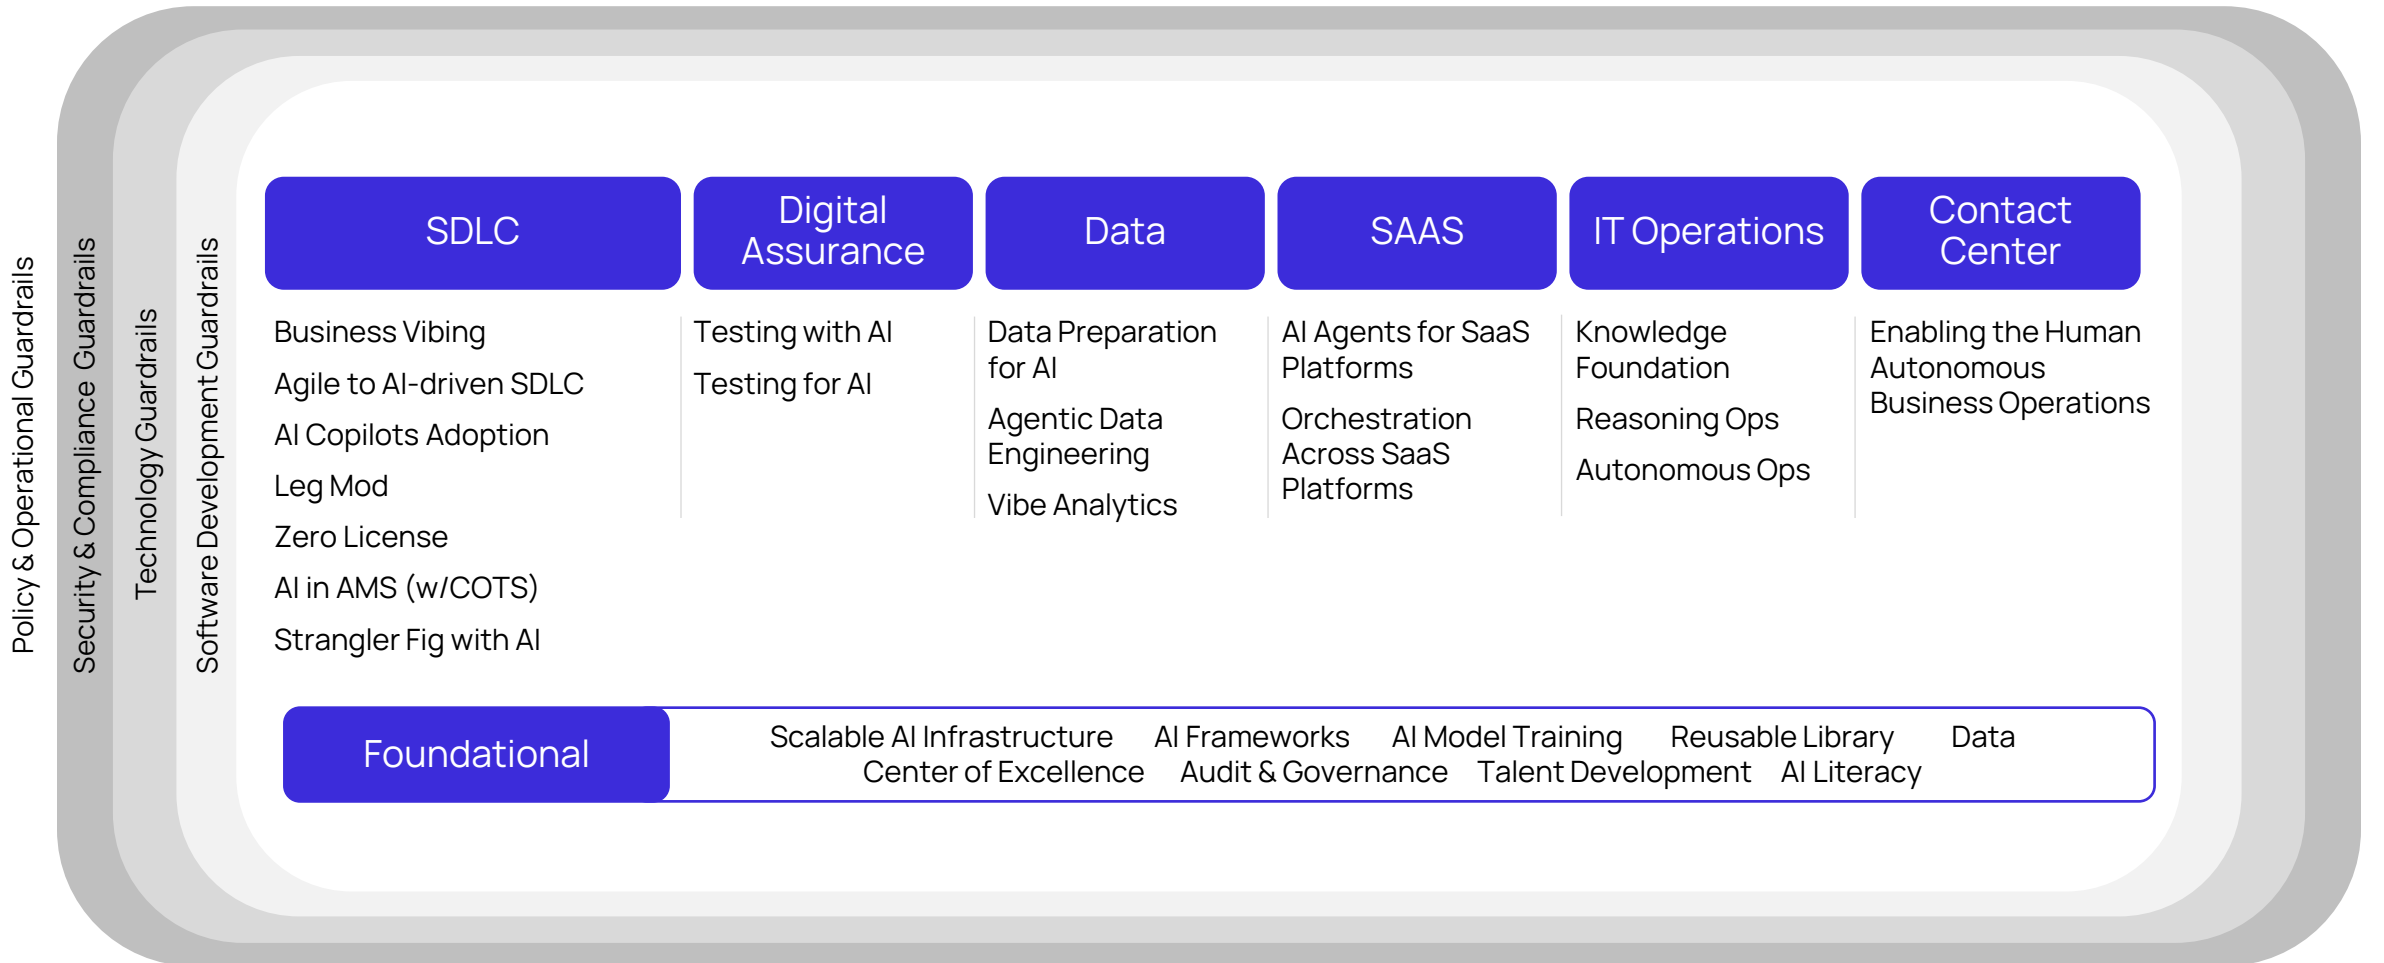 Policy & Operational Guardrails
Security & Compliance Guardrails
Technology Guardrails
Software Development Guardrails
SDLC
Business Vibing
Agile to AI-driven SDLC
AI Copilots Adoption
Leg Mod
Zero License
AI in AMS (w/COTS)
Strangler Fig with AI
Digital
Assurance
Testing with AI
Testing for AI
Data
Data Preparation
for AI
Agentic Data
Engineering
Vibe Analytics
SAAS
AI Agents for SaaS
Platforms
Orchestration
Across SaaS
Platforms
IT Operations
Knowledge
Foundation
Reasoning Ops
Autonomous Ops
Contact
Center
Enabling the Human
Autonomous
Business Operations
Foundational
Scalable AI Infrastructure AI Frameworks AI Model Training Reusable Library Data
Center of Excellence Audit & Governance Talent Development AI Literacy